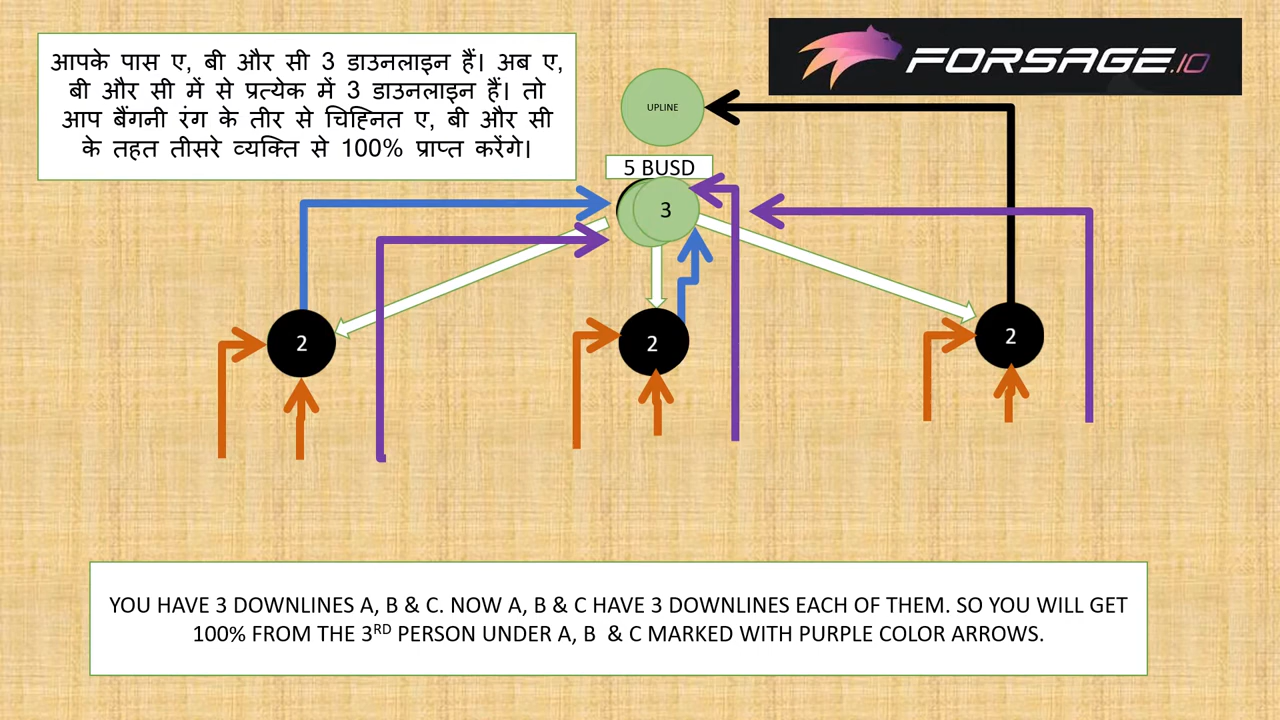 आपके पास ए, बी और सी 3 डाउनलाइन हैं। अब ए,
बी और सी में से प्रत्येक में 3 डाउनलाइन हैं। तो
आप बैंगनी रंग के तीर से चिह्नित ए, बी और सी
के तहत तीसरे व्यक्ति से 100% प्राप्त करेंगे।
FORSAGE.IO
UPLINE
5 BUSD
3
2
2
2
YOU HAVE 3 DOWNLINES A, B & C. NOW A, B & C HAVE 3 DOWNLINES EACH OF THEM. SO YOU WILL GET
100% FROM THE 3RD PERSON UNDER A, B & C MARKED WITH PURPLE COLOR ARROWS.